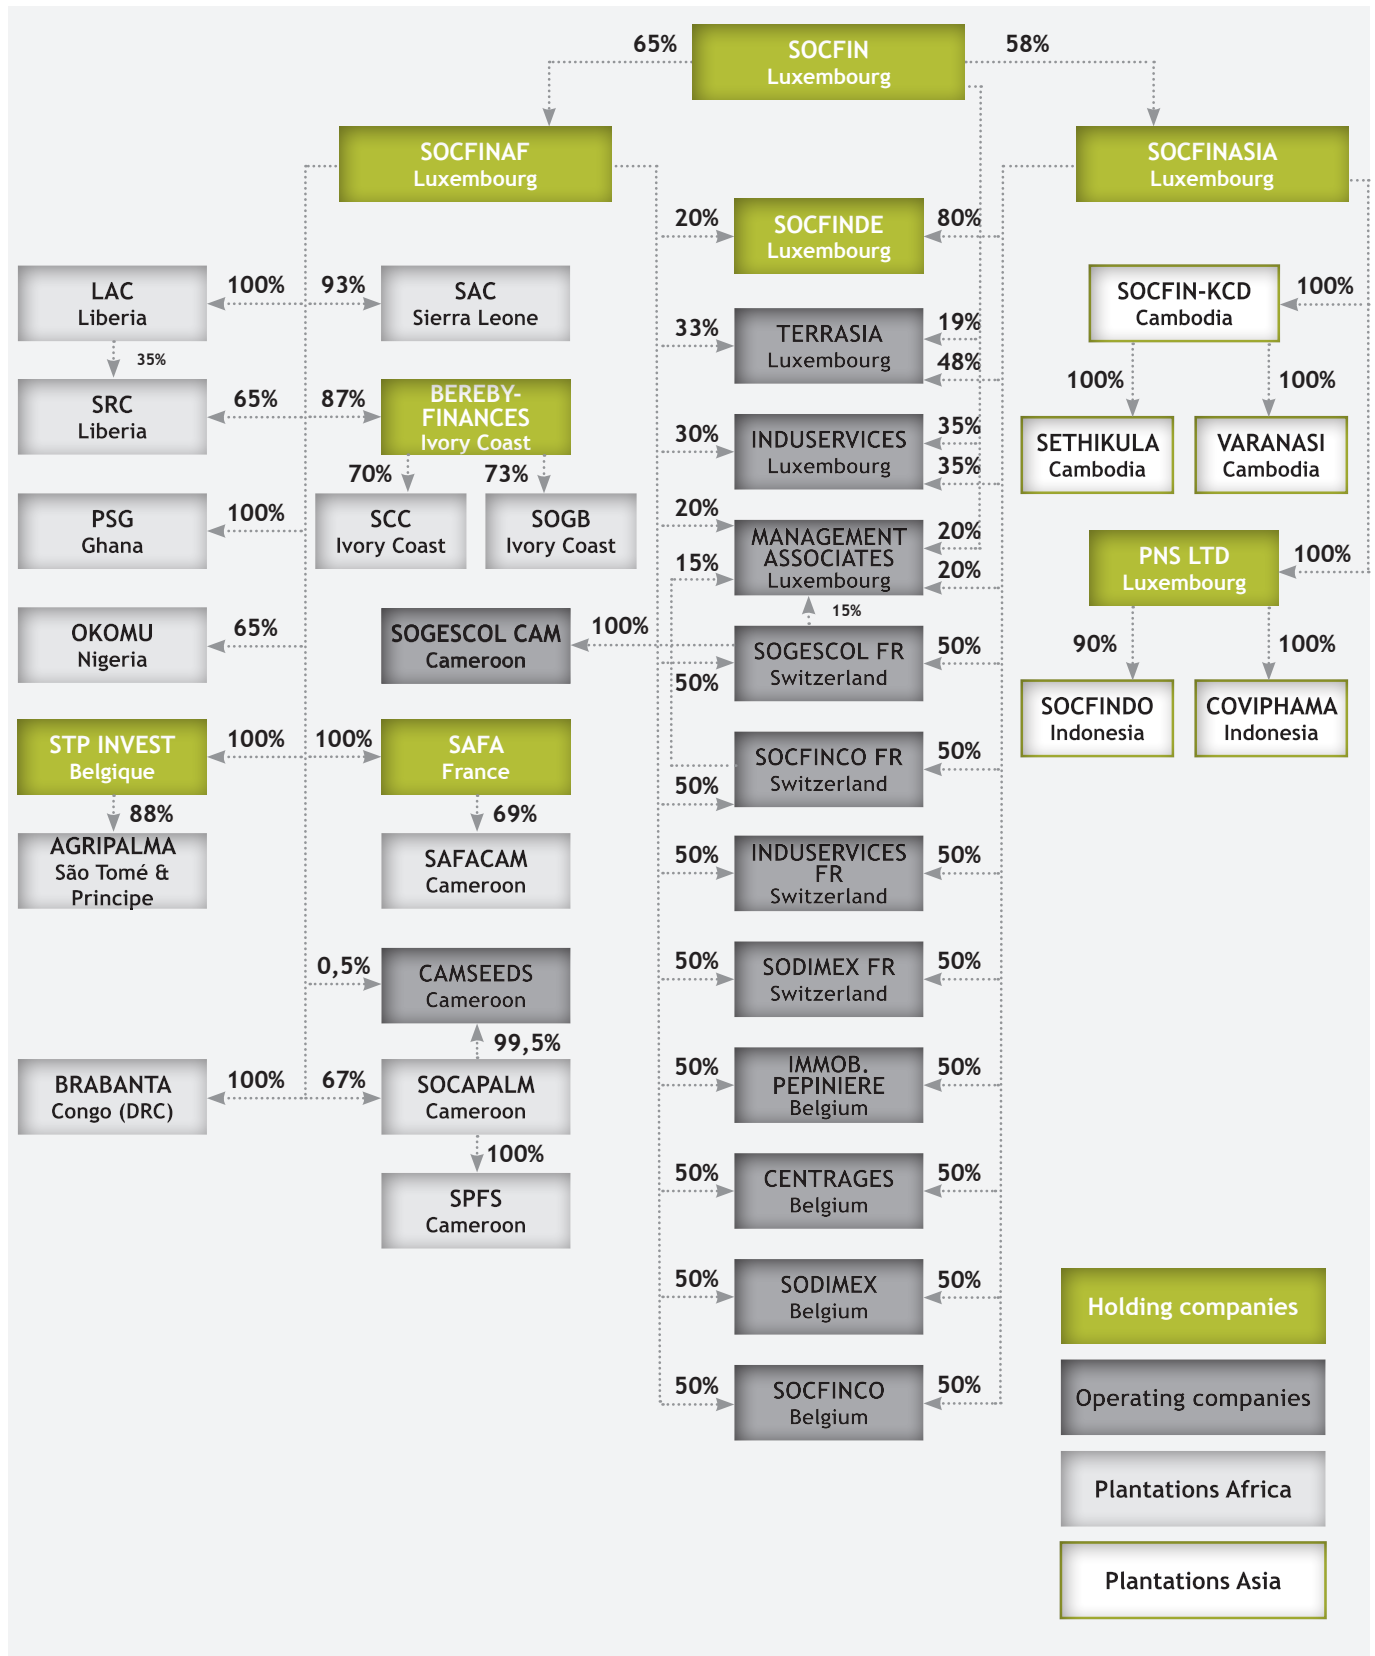 65%
SOCFIN
Luxembourg
58%
SOCFINAF
Luxembourg
SOCFINASIA
Luxembourg
20%
SOCFINDE
Luxembourg
80%
LAC
Liberia
100%
93%
SAC
Sierra Leone
35%
33%
TERRASIA
Luxembourg
19%
48%
SOCFIN-KCD
Cambodia
100%
100%
100%
SRC
Liberia
65%
87%
BEREBY-
FINANCES
Ivory Coast
30%
INDUSERVICES
Luxembourg
35%
35%
SETHIKULA
Cambodia
VARANASI
Cambodia
70%
73%
PSG
Ghana
100%
SCC
Ivory Coast
SOGB
Ivory Coast
20%
15%
MANAGEMENT
ASSOCIATES
Luxembourg
20%
20%
PNS LTD
Luxembourg
100%
15%
OKOMU
Nigeria
65%
SOGESCOL CAM
Cameroon
100%
50%
SOGESCOL FR
Switzerland
50%
90%
100%
SOCFINDO
Indonesia
COVIPHAMA
Indonesia
STP INVEST
Belgique
100%
100%
SAFA
France
50%
SOCFINCO FR
Switzerland
50%
88%
69%
AGRIPALMA
São Tomé &
Principe
SAFACAM
Cameroon
50%
INDUSERVICES
FR
Switzerland
50%
0,5%
CAMSEEDS
Cameroon
50%
SODIMEX FR
Switzerland
50%
99,5%
BRABANTA
Congo (DRC)
100%
67%
SOCAPALM
Cameroon
50%
IMMOB.
PEPINIERE
Belgium
50%
100%
SPFS
Cameroon
50%
CENTRAGES
Belgium
50%
50%
SODIMEX
Belgium
50%
50%
SOCFINCO
Belgium
50%
Holding companies
Operating companies
Plantations Africa
Plantations Asia